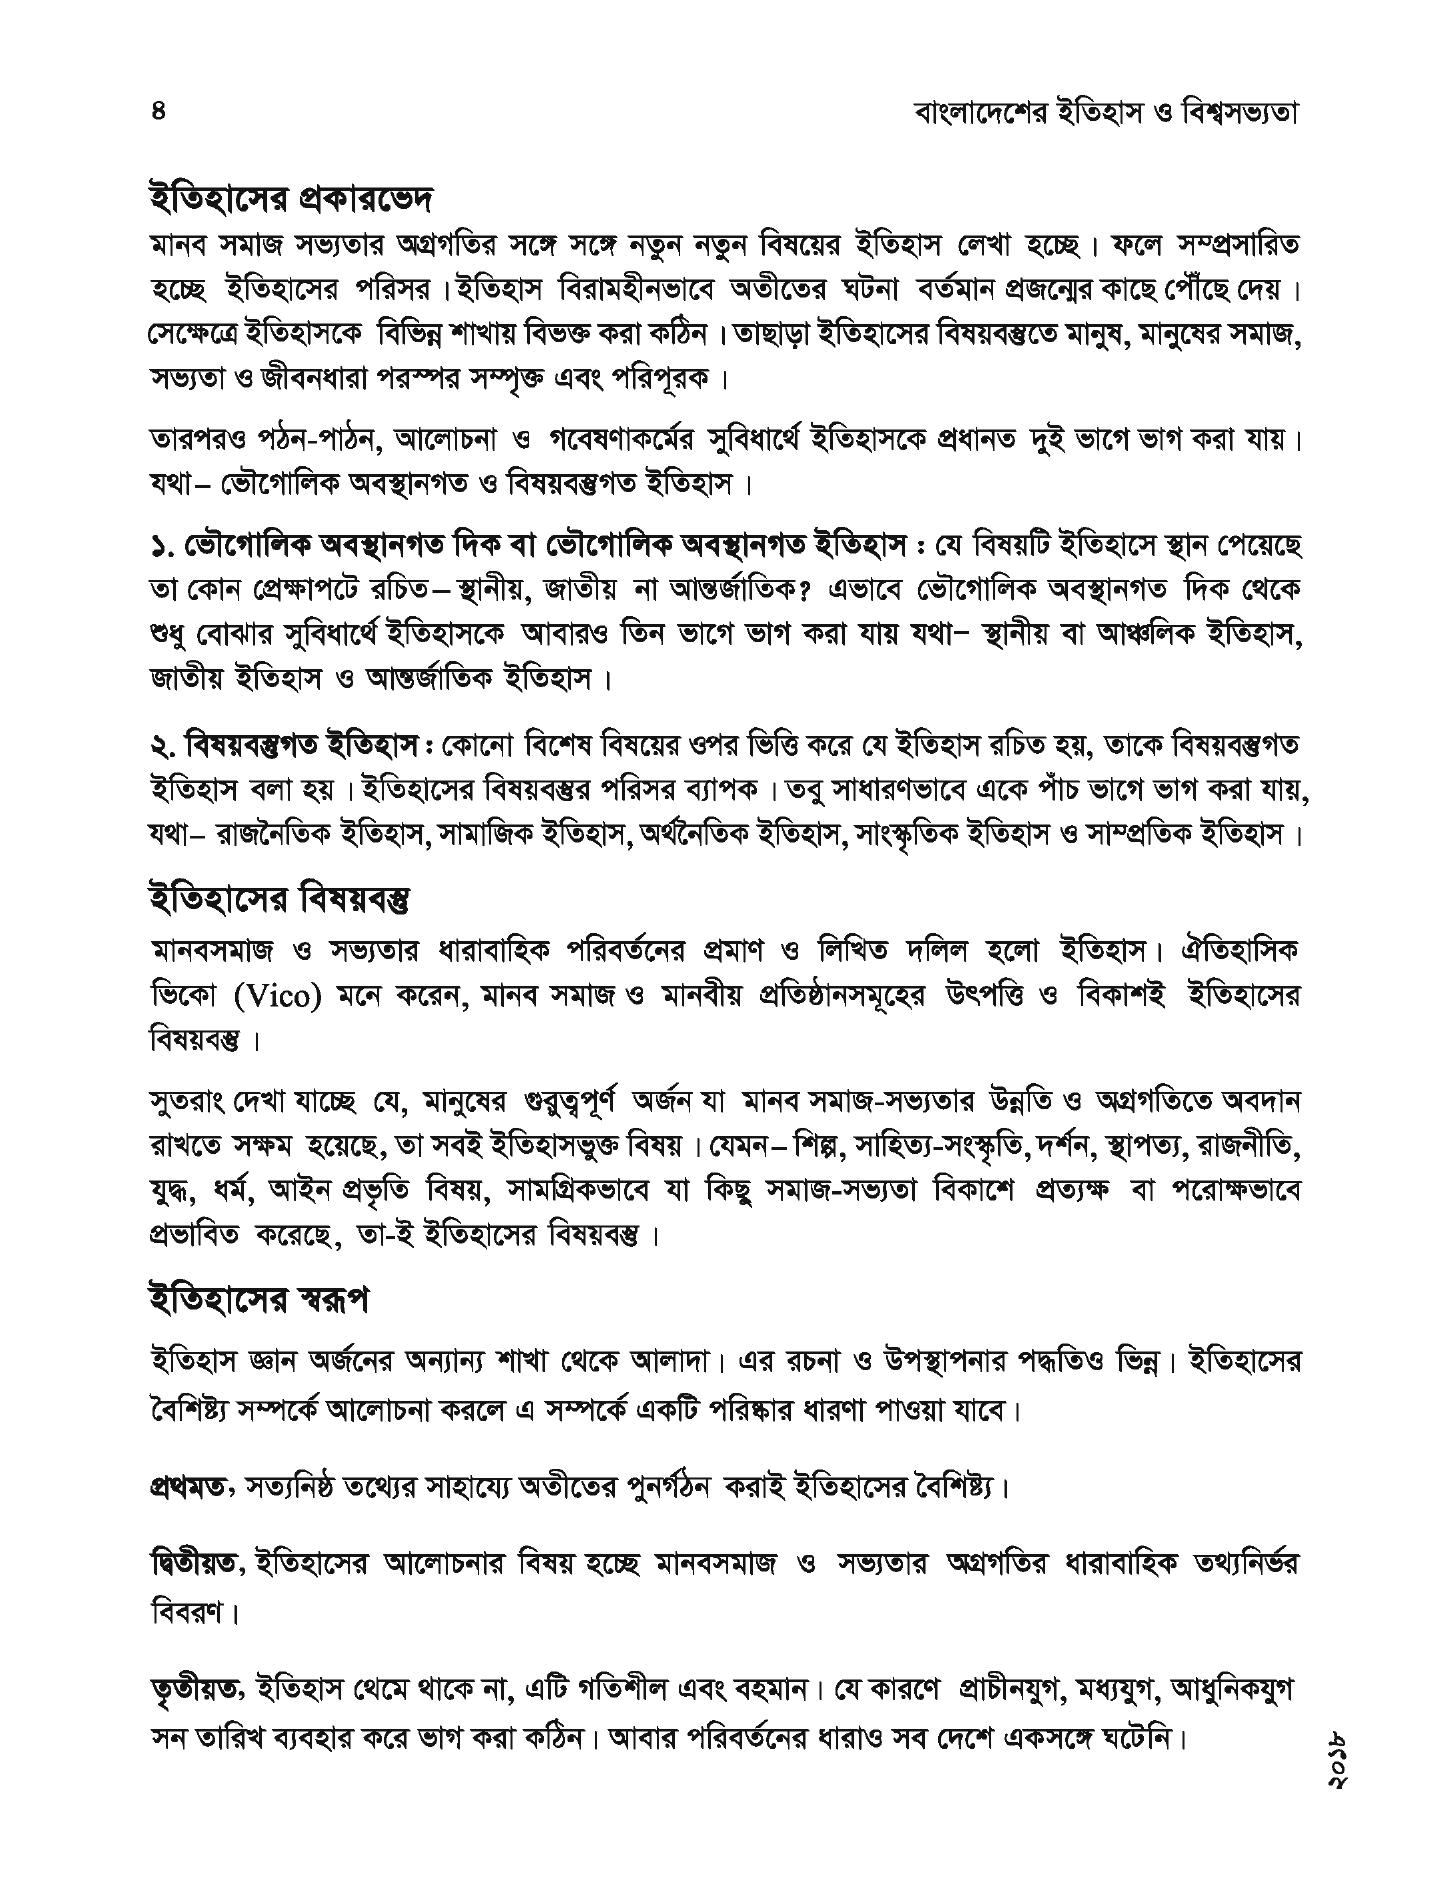 ৪
বাংলাদেশের ইতিহাস ও বিশ্বসভ্যতা
ইতিহাসের প্রকারভেদ
মানব সমাজ সভ্যতার অগ্রগতির সঙ্গে সঙ্গে নতুন নতুন বিষয়ের ইতিহাস লেখা হচ্ছে। ফলে সম্প্রসারিত
হচ্ছে ইতিহাসের পরিসর। ইতিহাস বিরামহীনভাবে অতীতের ঘটনা বর্তমান প্রজন্মের কাছে পৌঁছে দেয়।
সেক্ষেত্রে ইতিহাসকে বিভিন্ন শাখায় বিভক্ত করা কঠিন। তাছাড়া ইতিহাসের বিষয়বস্তুতে মানুষ, মানুষের সমাজ,
সভ্যতা ও জীবনধারা পরস্পর সম্পৃক্ত এবং পরিপূরক।
তারপরও পঠন-পাঠন, আলোচনা ও গবেষণাকর্মের সুবিধার্থে ইতিহাসকে প্রধানত দুই ভাগে ভাগ করা যায়।
যথা– ভৌগোলিক অবস্থানগত ও বিষয়বস্তুগত ইতিহাস।
১. ভৌগোলিক অবস্থানগত দিক বা ভৌগোলিক অবস্থানগত ইতিহাস : যে বিষয়টি ইতিহাসে স্থান পেয়েছে
তা কোন প্রেক্ষাপটে রচিত– স্থানীয়, জাতীয় না আন্তর্জাতিক? এভাবে ভৌগোলিক অবস্থানগত দিক থেকে
শুধু বোঝার সুবিধার্থে ইতিহাসকে আবারও তিন ভাগে ভাগ করা যায় যথা– স্থানীয় বা আঞ্চলিক ইতিহাস,
জাতীয় ইতিহাস ও আন্তর্জাতিক ইতিহাস।
২. বিষয়বস্তুগত ইতিহাস : কোনো বিশেষ বিষয়ের ওপর ভিত্তি করে যে ইতিহাস রচিত হয়, তাকে বিষয়বস্তুগত
ইতিহাস বলা হয়। ইতিহাসের বিষয়বস্তুর পরিসর ব্যাপক। তবু সাধারণভাবে একে পাঁচ ভাগে ভাগ করা যায়,
যথা– রাজনৈতিক ইতিহাস, সামাজিক ইতিহাস, অর্থনৈতিক ইতিহাস, সাংস্কৃতিক ইতিহাস ও সাম্প্রতিক ইতিহাস।
ইতিহাসের বিষয়বস্তু
মানবসমাজ ও সভ্যতার ধারাবাহিক পরিবর্তনের প্রমাণ ও লিখিত দলিল হলো ইতিহাস। ঐতিহাসিক
ভিকো (Vico) মনে করেন, মানব সমাজ ও মানবীয় প্রতিষ্ঠানসমূহের উৎপত্তি ও বিকাশই ইতিহাসের
বিষয়বস্তু।
সুতরাং দেখা যাচ্ছে যে, মানুষের গুরুত্বপূর্ণ অর্জন যা মানব সমাজ-সভ্যতার উন্নতি ও অগ্রগতিতে অবদান
রাখতে সক্ষম হয়েছে, তা সবই ইতিহাসভুক্ত বিষয়। যেমন– শিল্প, সাহিত্য-সংস্কৃতি, দর্শন, স্থাপত্য, রাজনীতি,
যুদ্ধ, ধর্ম, আইন প্রভৃতি বিষয়, সামগ্রিকভাবে যা কিছু সমাজ-সভ্যতা বিকাশে প্রত্যক্ষ বা পরোক্ষভাবে
প্রভাবিত করেছে, তা-ই ইতিহাসের বিষয়বস্তু।
ইতিহাসের স্বরূপ
ইতিহাস জ্ঞান অর্জনের অন্যান্য শাখা থেকে আলাদা। এর রচনা ও উপস্থাপনার পদ্ধতিও ভিন্ন। ইতিহাসের
বৈশিষ্ট্য সম্পর্কে আলোচনা করলে এ সম্পর্কে একটি পরিষ্কার ধারণা পাওয়া যাবে।
প্রথমত, সত্যনিষ্ঠ তথ্যের সাহায্যে অতীতের পুনর্গঠন করাই ইতিহাসের বৈশিষ্ট্য।
দ্বিতীয়ত, ইতিহাসের আলোচনার বিষয় হচ্ছে মানবসমাজ ও সভ্যতার অগ্রগতির ধারাবাহিক তথ্যনির্ভর
বিবরণ।
তৃতীয়ত, ইতিহাস থেমে থাকে না, এটি গতিশীল এবং বহমান। যে কারণে প্রাচীনযুগ, মধ্যযুগ, আধুনিকযুগ
সন তারিখ ব্যবহার করে ভাগ করা কঠিন। আবার পরিবর্তনের ধারাও সব দেশে একসঙ্গে ঘটেনি।
২০১৮